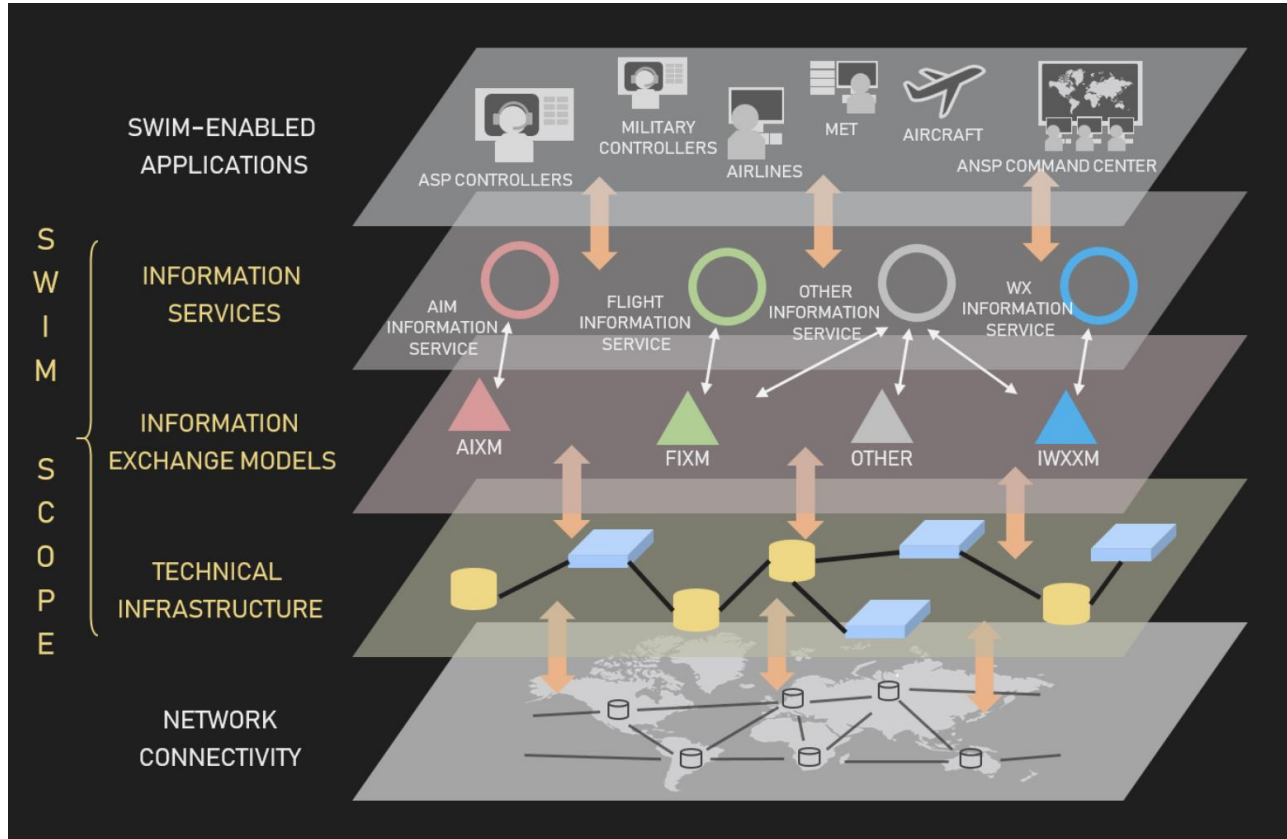 SWIM-ENABLED
APPLICATIONS
ASP CONTROLLERS
MILITARY
CONTROLLERS
AIRLINES
MET
AIRCRAFT
ANSP COMMAND CENTER
SWIM SCOPE
INFORMATION
SERVICES
AIM
INFORMATION
SERVICE
FLIGHT
INFORMATION
SERVICE
OTHER
INFORMATION
SERVICE
WX
INFORMATION
SERVICE
INFORMATION
EXCHANGE MODELS
AIXM
FIXM
OTHER
IWXXM
TECHNICAL
INFRASTRUCTURE
NETWORK
CONNECTIVITY